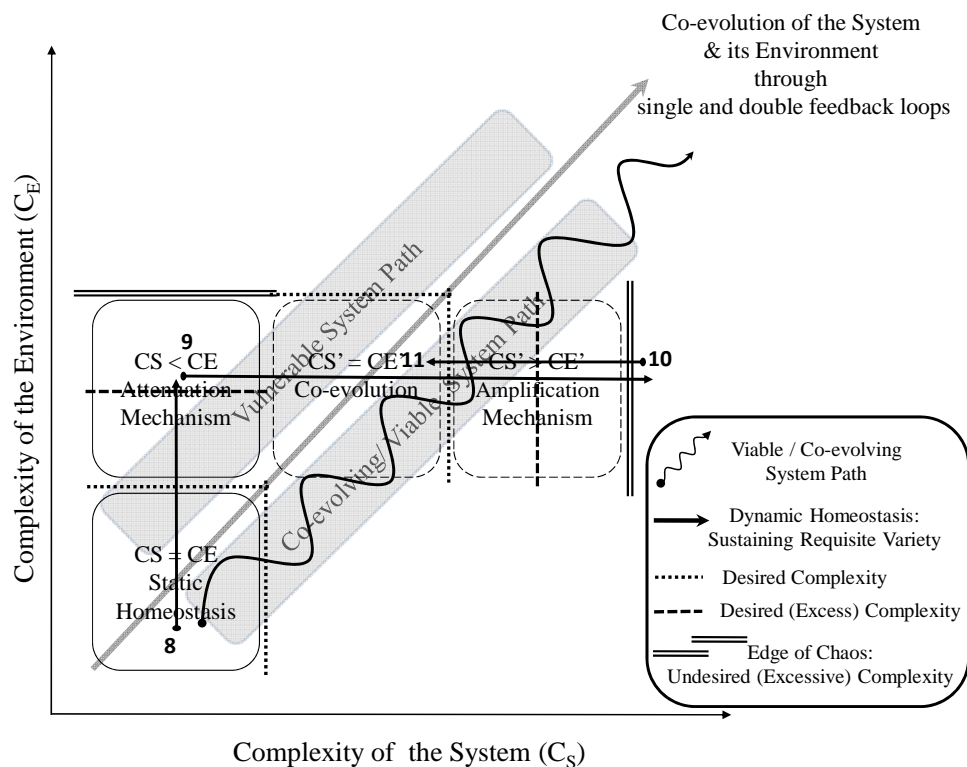 Co-evolution of the System
& its Environment
through
single and double feedback loops
Complexity of the Environment (CE)
Vulnerable System Path
Co-evolving/ Viable System Path
9
CS < CE
Attenuation
Mechanism
CS’ = CE’
Co-evolution
11
CS’ > CE’
Amplification
Mechanism
10
CS = CE
Static
Homeostasis
8
Viable / Co-evolving
System Path
Dynamic Homeostasis:
Sustaining Requisite Variety
Desired Complexity
Desired (Excess) Complexity
Edge of Chaos:
Undesired (Excessive) Complexity
Complexity of the System (CS)